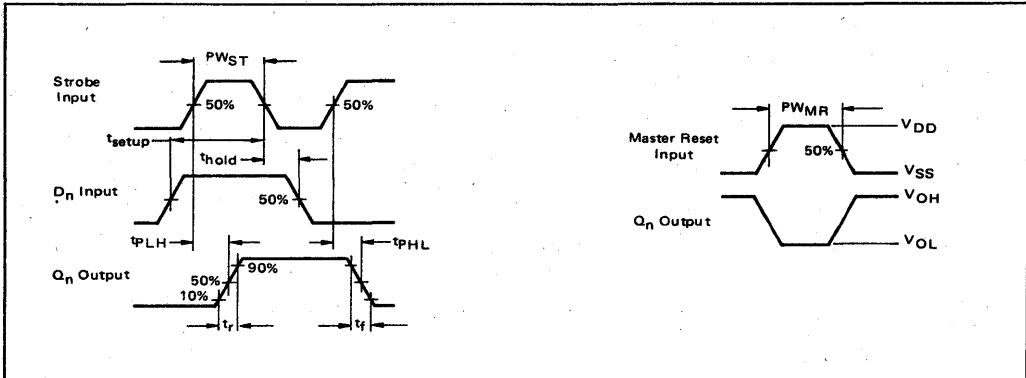 PWST
Strobe
Input
50%
50%
tsetup
thold
Dn Input
50%
tPLH
tPHL
Qn Output
90%
50%
10%
tr
tf
PWMR
Master Reset
Input
50%
VDD
VSS
Qn Output
VOH
VOL